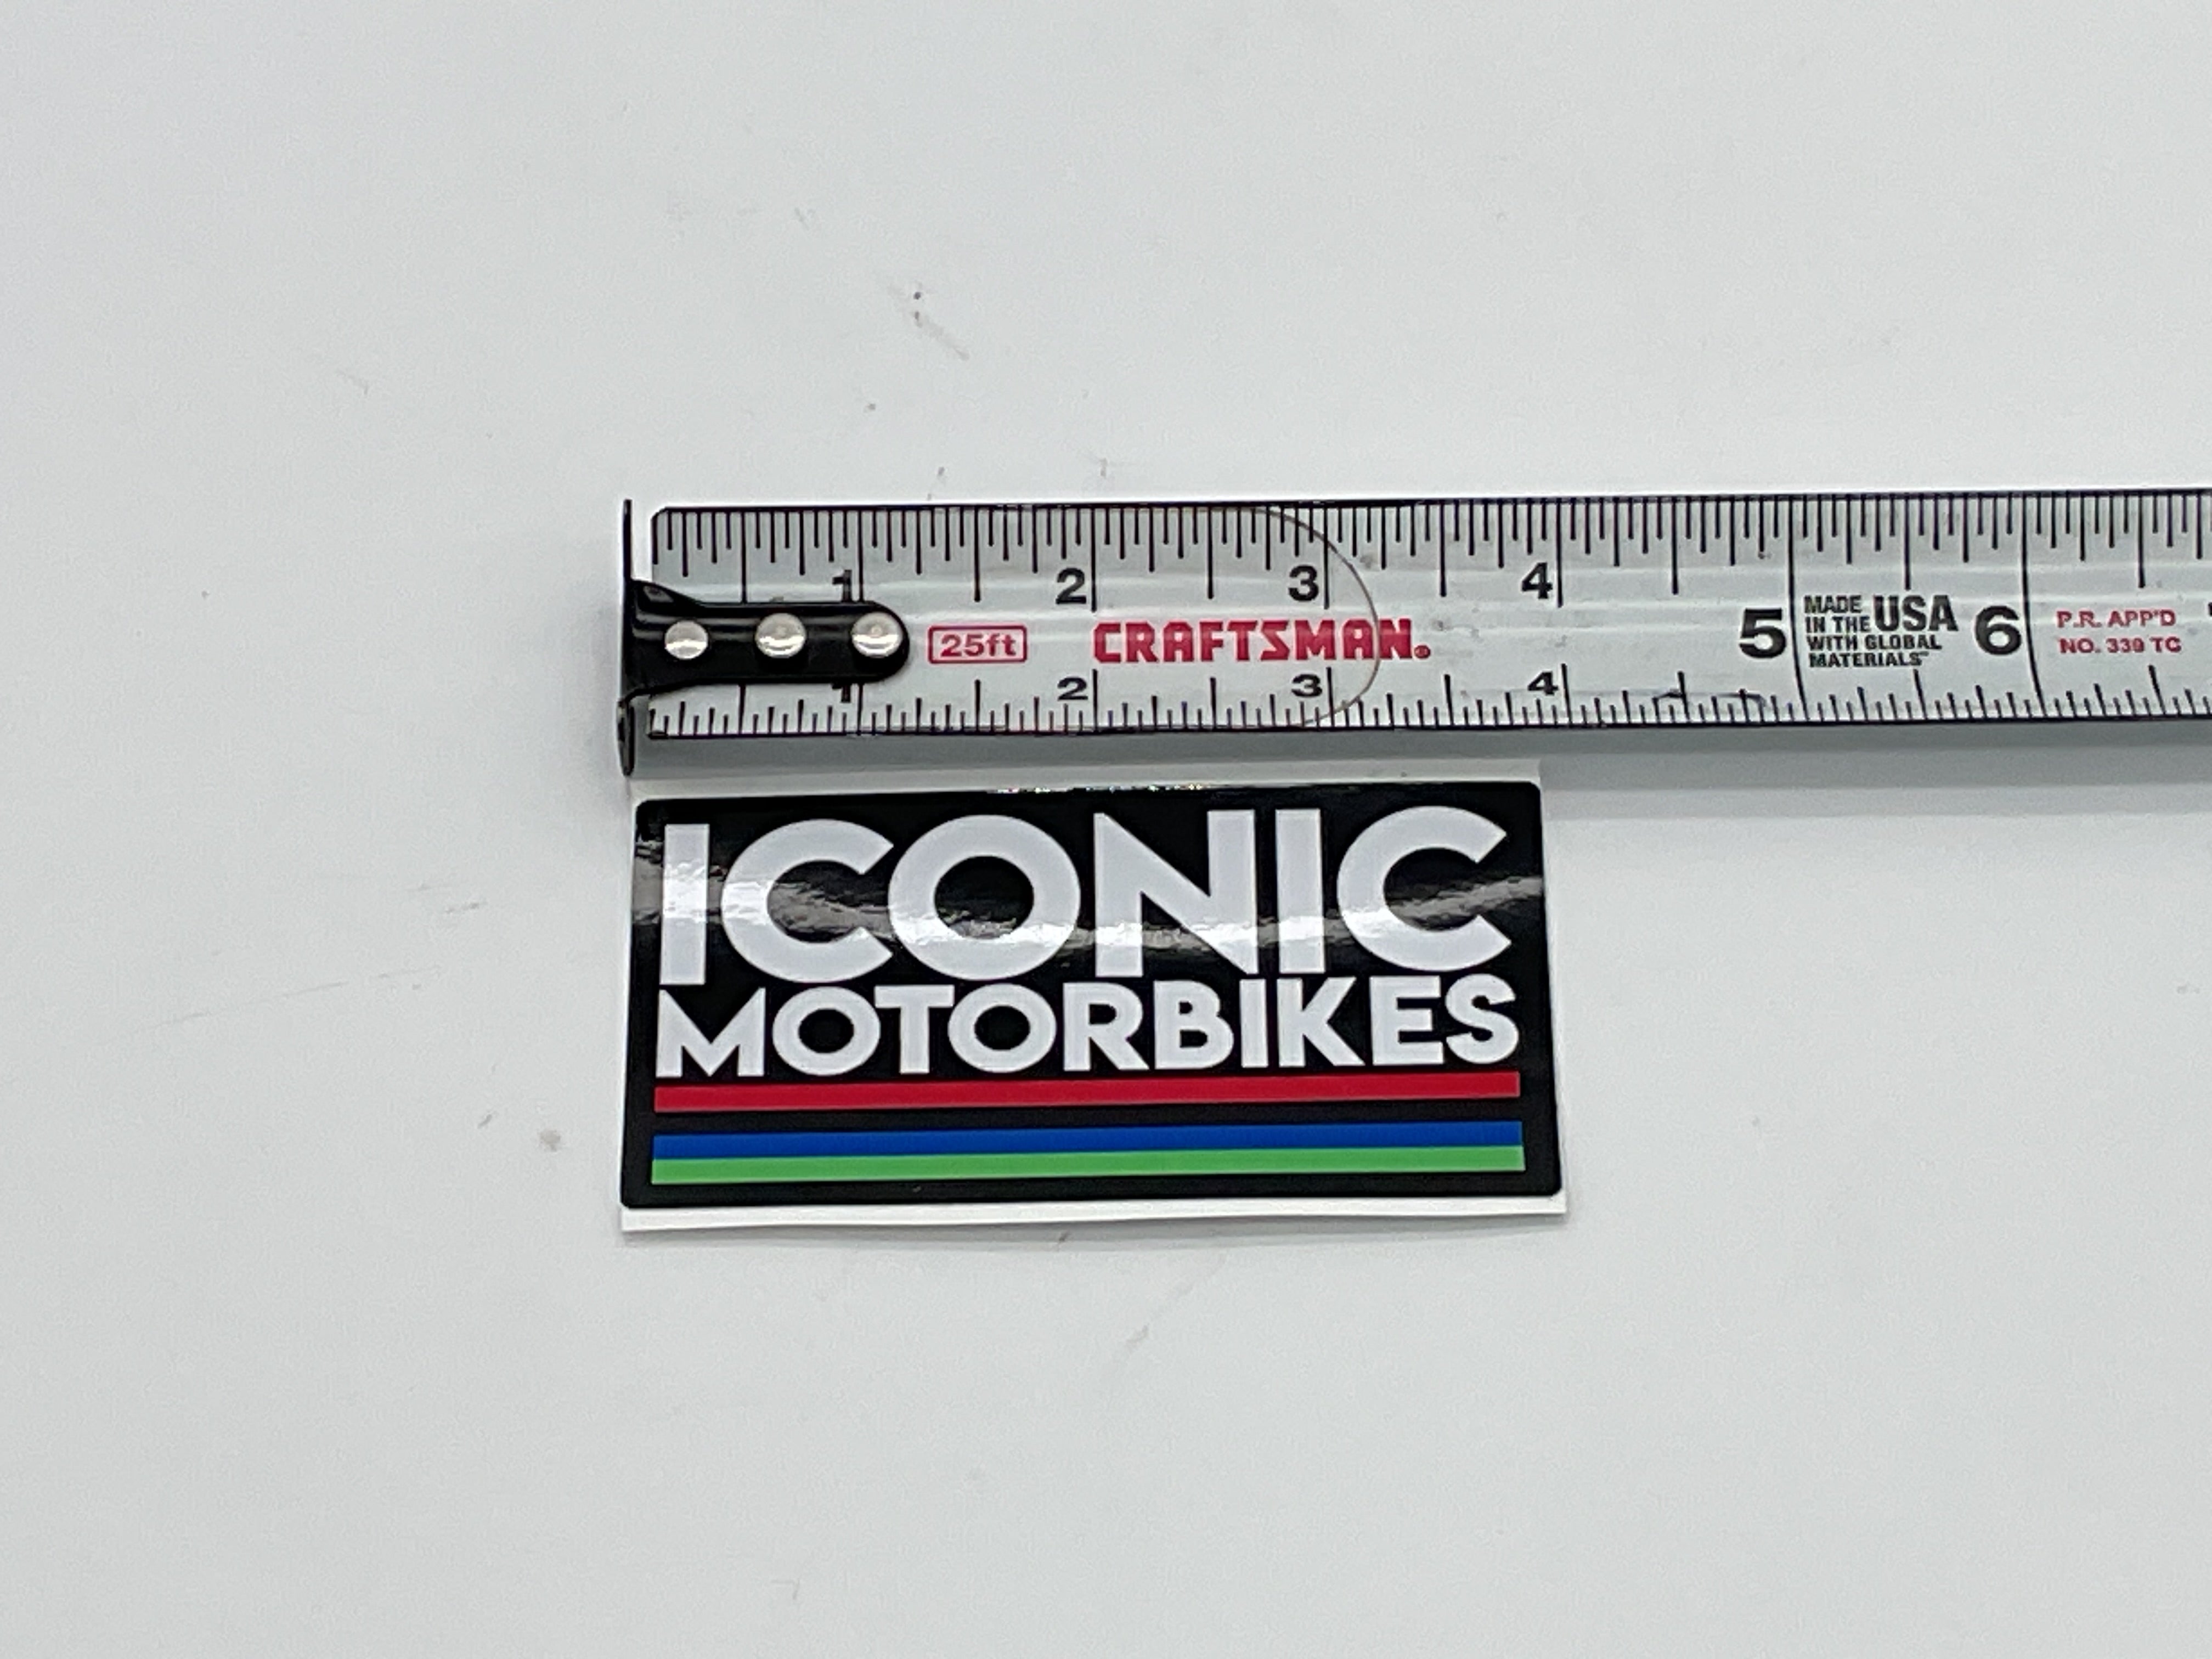 1 2 3 4
25ft CRAFTSMAN® 5 MADE IN THE USA WITH GLOBAL MATERIALS™ 6 P.R. APP'D
NO. 339 TC
1 2 3 4
ICONIC
MOTORBIKES